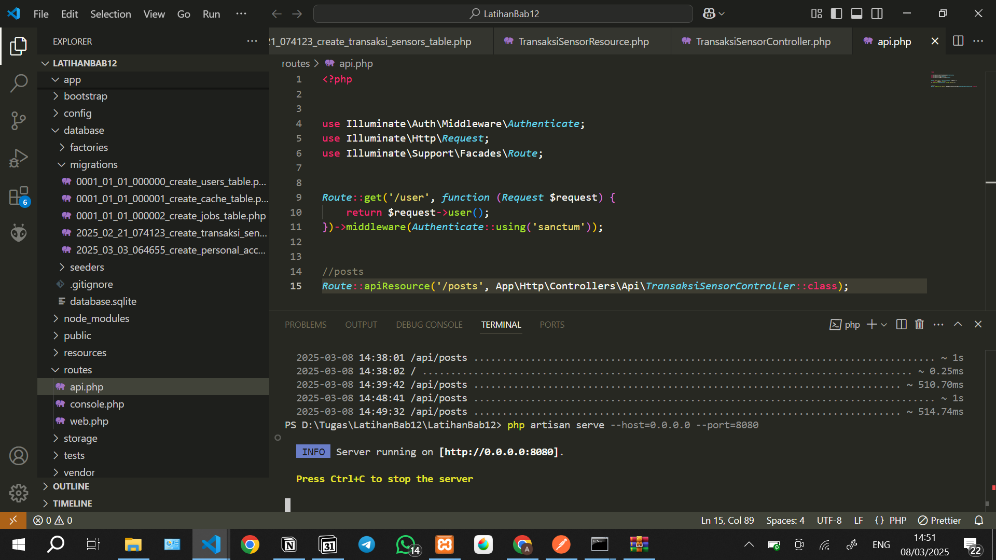 File Edit Selection View Go Run ··· LatihanBab12
EXPLORER ···
21_074123_create_transaksi_sensors_table.php TransaksiSensorResource.php TransaksiSensorController.php api.php ···
LATIHANBAB12
app
bootstrap
config
database
factories
migrations
0001_01_01_000000_create_users_table.p...
0001_01_01_000001_create_cache_table.p...
0001_01_01_000002_create_jobs_table.php
2025_02_21_074123_create_transaksi_sen...
2025_03_03_064655_create_personal_acc...
seeders
.gitignore
database.sqlite
node_modules
public
resources
routes
api.php
console.php
web.php
storage
tests
vendor
OUTLINE
TIMELINE
6
routes > api.php
1 <?php
2
3
4 use Illuminate\Auth\Middleware\Authenticate;
5 use Illuminate\Http\Request;
6 use Illuminate\Support\Facades\Route;
7
8
9 Route::get('/user', function (Request $request) {
10 return $request->user();
11 })->middleware(Authenticate::using('sanctum'));
12
13
14 //posts
15 Route::apiResource('/posts', App\Http\Controllers\Api\TransaksiSensorController::class);
PROBLEMS OUTPUT DEBUG CONSOLE TERMINAL PORTS php ···
2025-03-08 14:38:01 /api/posts ................................................ ~ 1s
2025-03-08 14:38:02 / ................................................ ~ 0.25ms
2025-03-08 14:39:42 /api/posts ................................................ ~ 510.70ms
2025-03-08 14:48:41 /api/posts ................................................ ~ 1s
2025-03-08 14:49:32 /api/posts ................................................ ~ 514.74ms
PS D:\Tugas\LatihanBab12\LatihanBab12> php artisan serve --host=0.0.0.0 --port=8080
INFO Server running on [http://0.0.0.0:8080].
Press Ctrl+C to stop the server
0 0 Ln 15, Col 89 Spaces: 4 UTF-8 LF {} PHP Prettier
14 31 ENG 14:51
08/03/2025 22